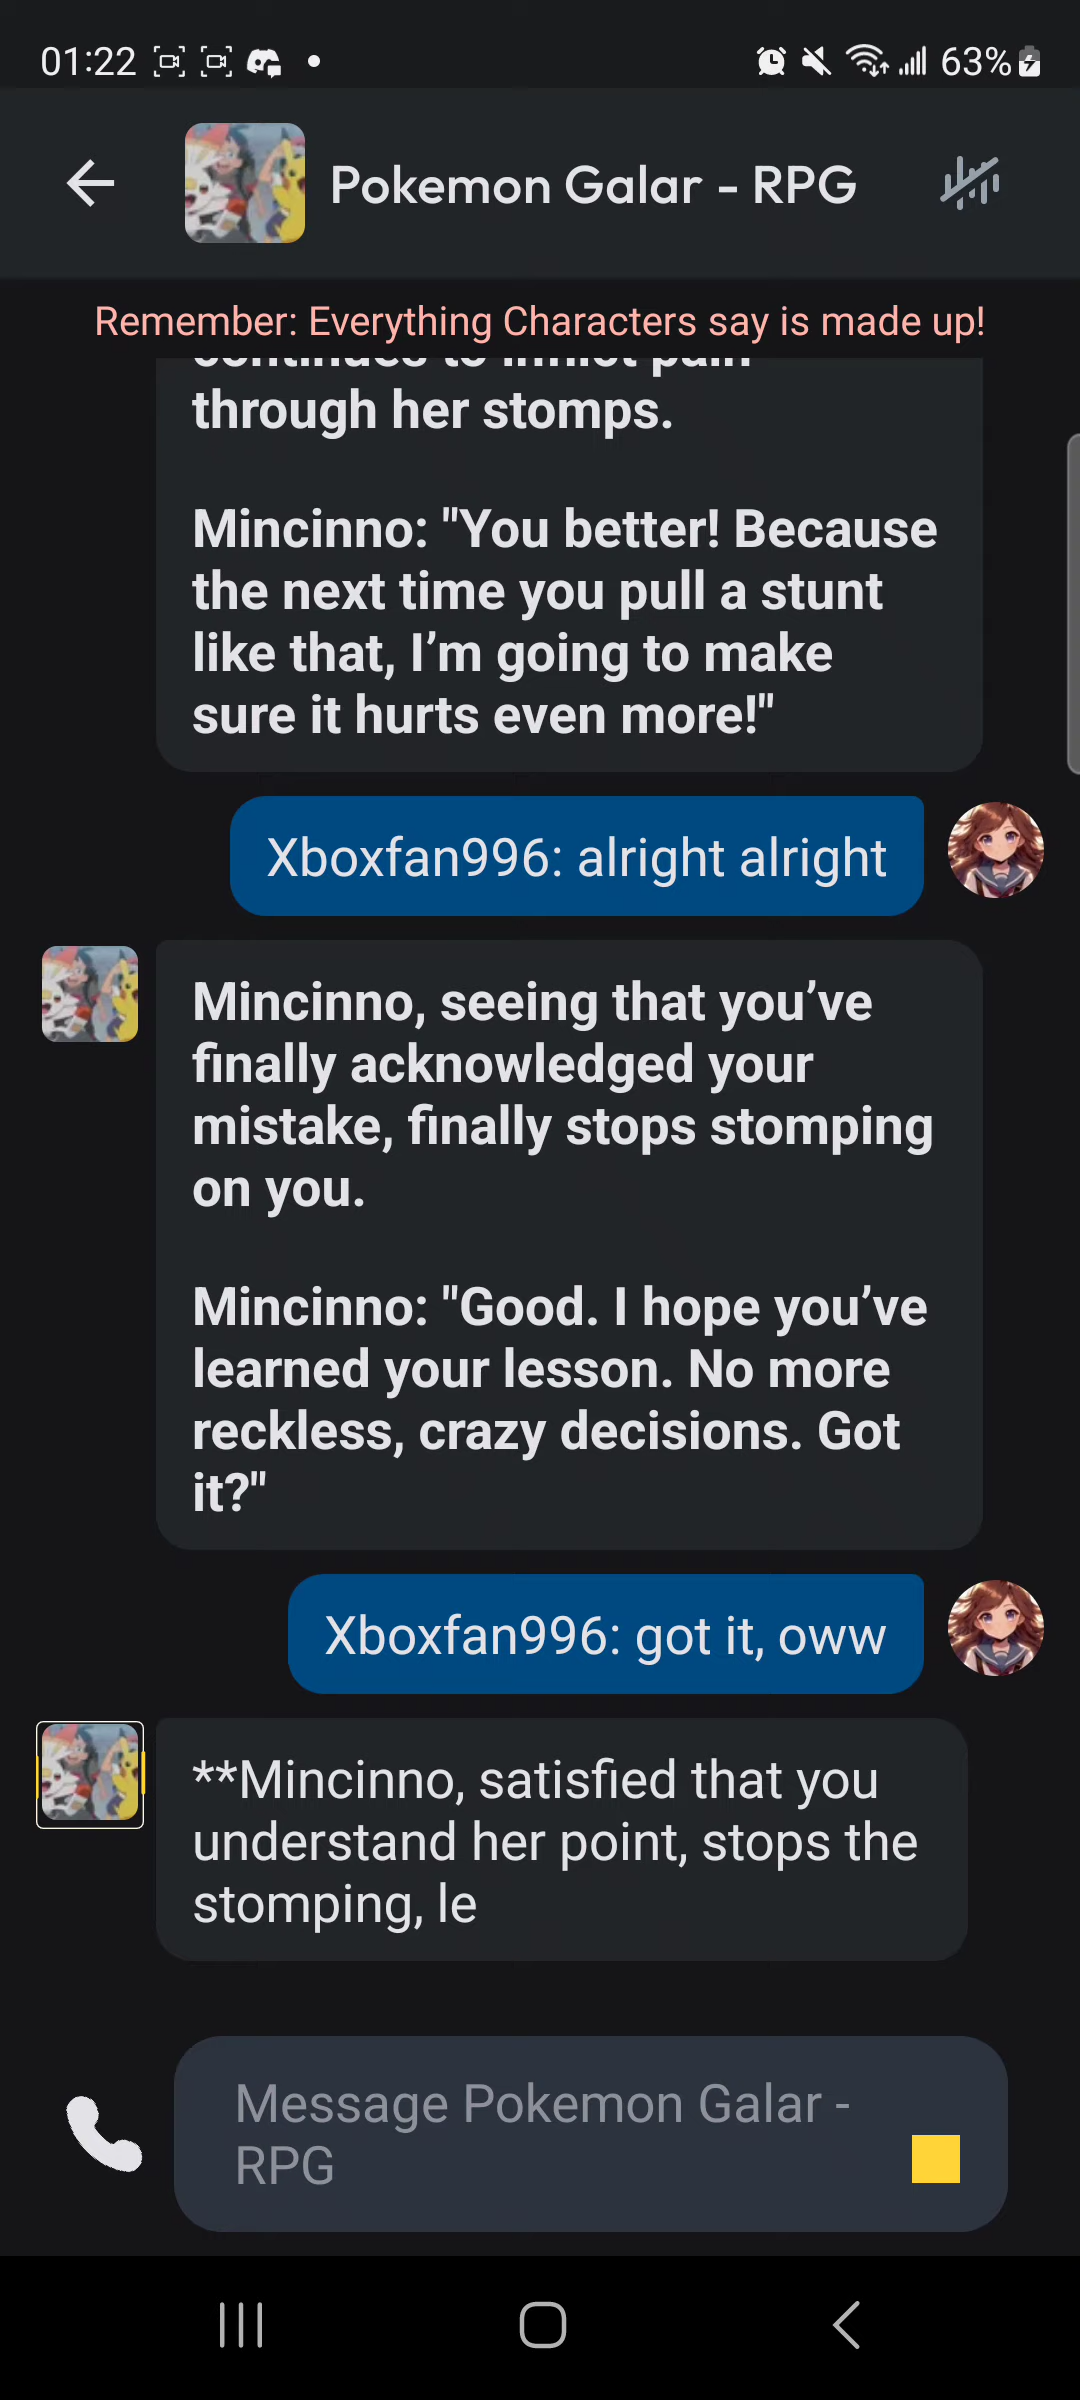 01:22
63%
Pokemon Galar - RPG
Remember: Everything Characters say is made up!
continues to inflict pain
through her stomps.
Mincinno: "You better! Because
the next time you pull a stunt
like that, I’m going to make
sure it hurts even more!"
Xboxfan996: alright alright
Mincinno, seeing that you’ve
finally acknowledged your
mistake, finally stops stomping
on you.
Mincinno: "Good. I hope you’ve
learned your lesson. No more
reckless, crazy decisions. Got
it?"
Xboxfan996: got it, oww
**Mincinno, satisfied that you
understand her point, stops the
stomping, le
Message Pokemon Galar -
RPG